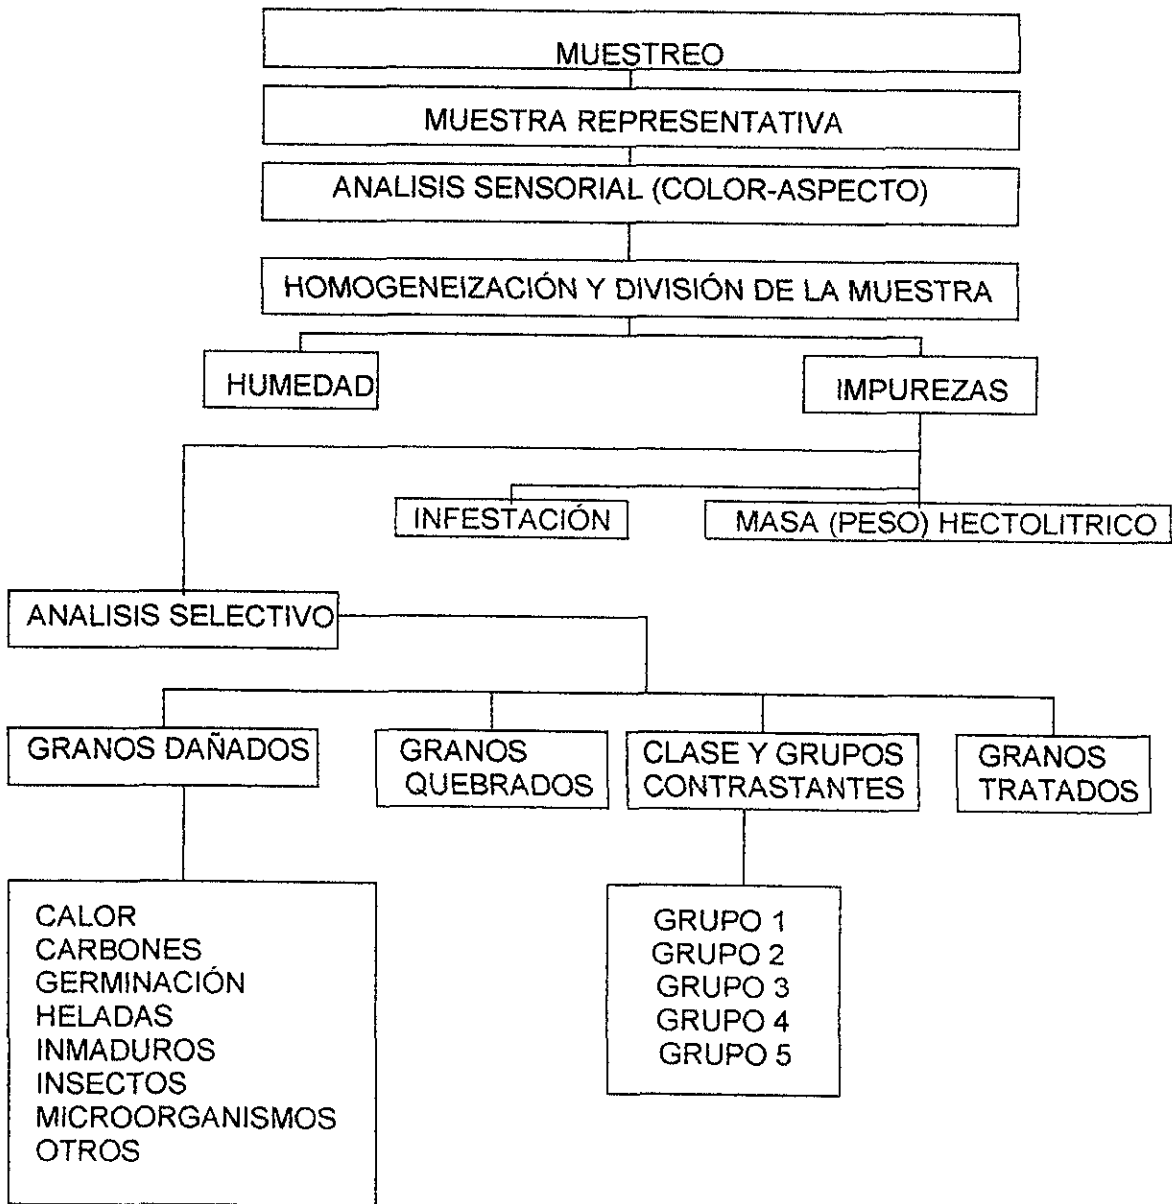 MUESTREO
MUESTRA REPRESENTATIVA
ANALISIS SENSORIAL (COLOR-ASPECTO)
HOMOGENEIZACIÓN Y DIVISIÓN DE LA MUESTRA
HUMEDAD
IMPUREZAS
INFESTACIÓN
MASA (PESO) HECTOLITRICO
ANALISIS SELECTIVO
GRANOS DAÑADOS
GRANOS
QUEBRADOS
CLASE Y GRUPOS
CONTRASTANTES
GRANOS
TRATADOS
CALOR
CARBONES
GERMINACIÓN
HELADAS
INMADUROS
INSECTOS
MICROORGANISMOS
OTROS
GRUPO 1
GRUPO 2
GRUPO 3
GRUPO 4
GRUPO 5